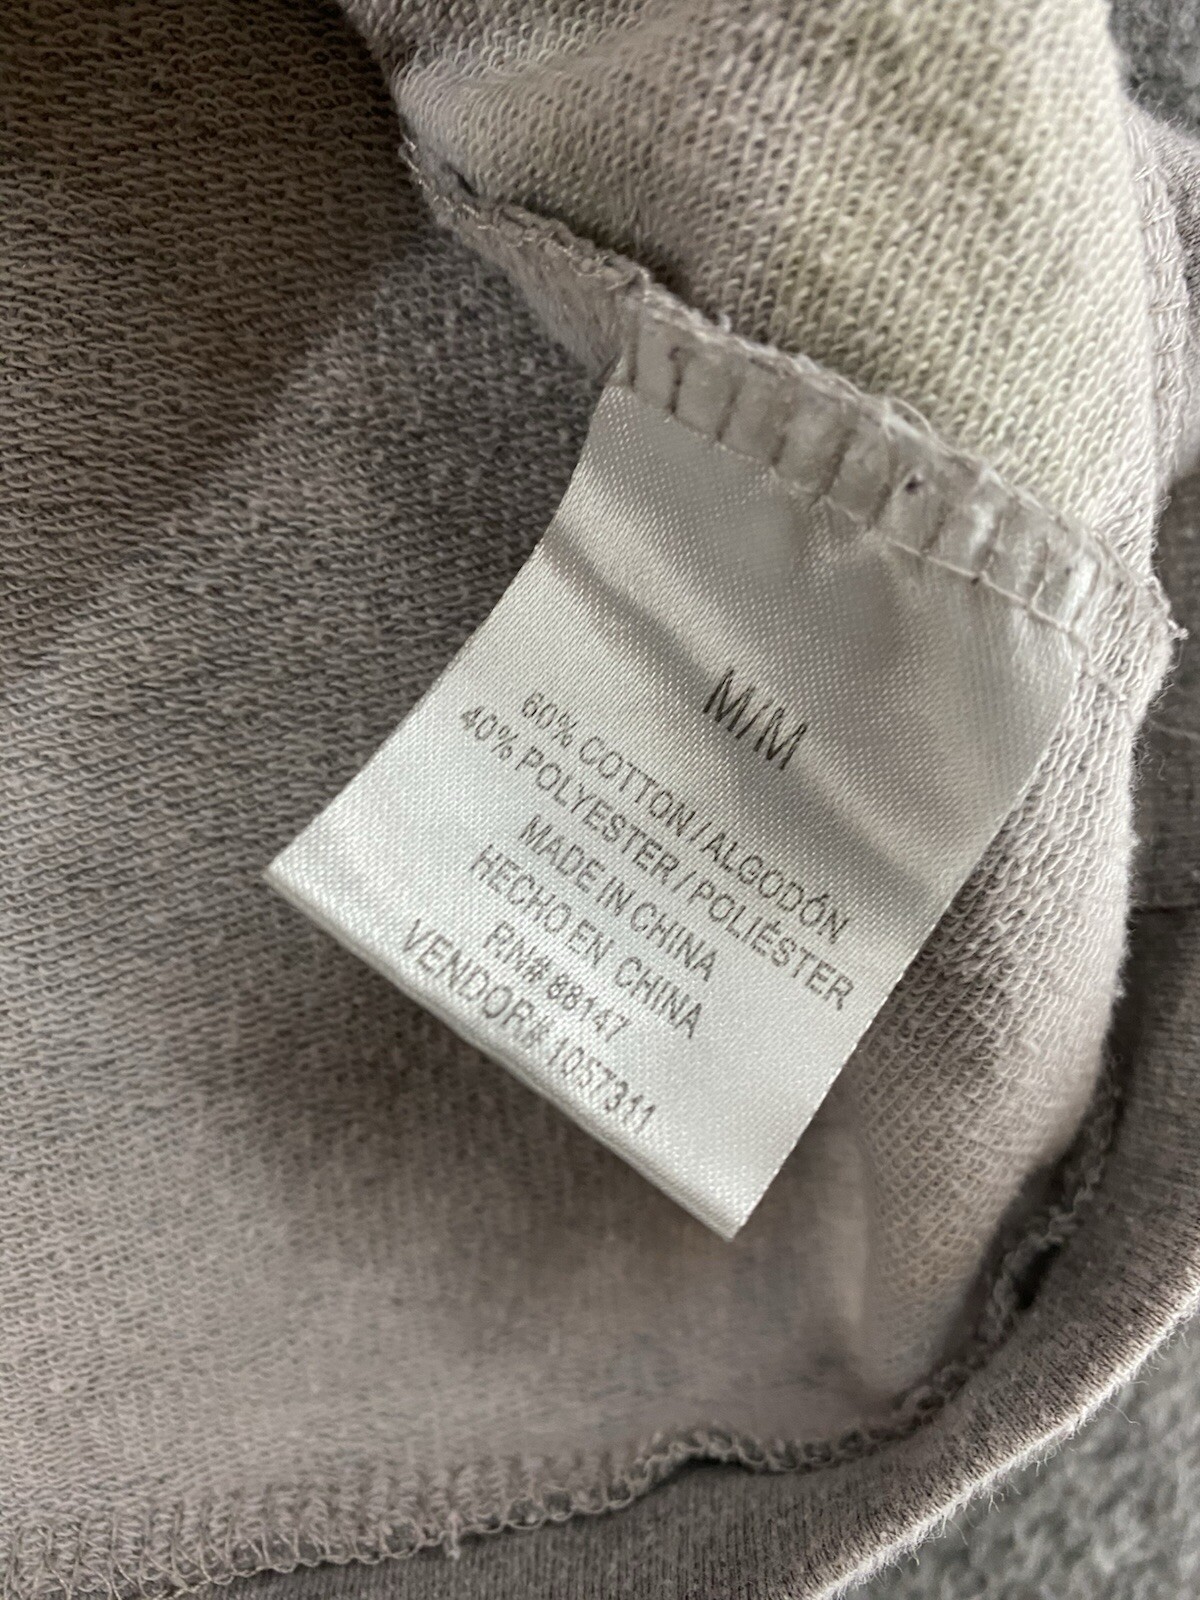 M/M
60% COTTON/ALGODÓN
40% POLYESTER/POLIÉSTER
MADE IN CHINA
HECHO EN CHINA
RN# 88147
VENDOR# 1057311